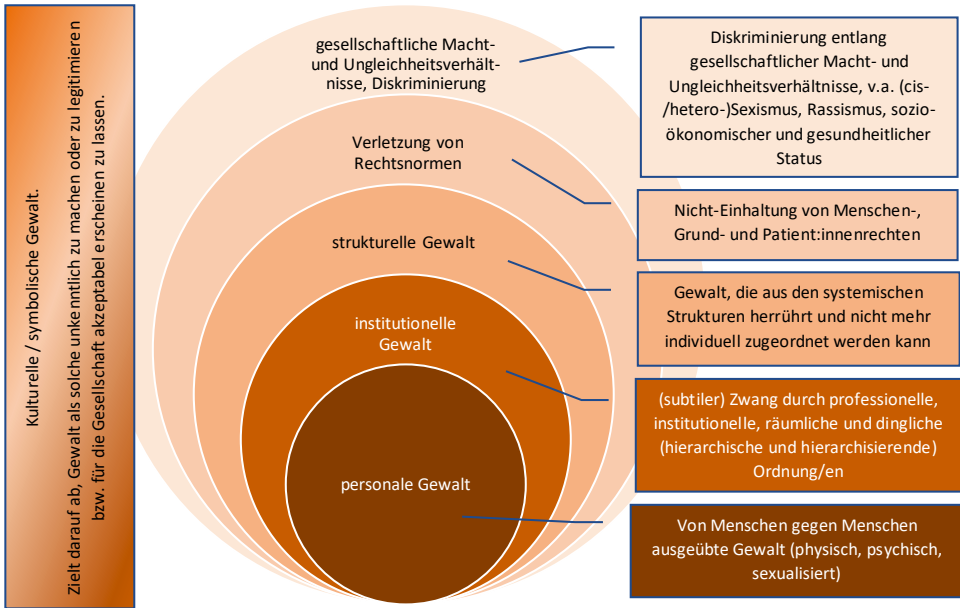 Kulturelle / symbolische Gewalt.
Zielt darauf ab, Gewalt als solche unkenntlich zu machen oder zu legitimieren
bzw. für die Gesellschaft akzeptabel erscheinen zu lassen.
gesellschaftliche Macht-
und Ungleichheitsverhält-
nisse, Diskriminierung
Diskriminierung entlang
gesellschaftlicher Macht- und
Ungleichheitsverhältnisse, v.a. (cis-
/hetero-)Sexismus, Rassismus, sozio-
ökonomischer und gesundheitlicher
Status
Verletzung von
Rechtsnormen
Nicht-Einhaltung von Menschen-,
Grund- und Patient:innenrechten
strukturelle Gewalt
Gewalt, die aus den systemischen
Strukturen herrührt und nicht mehr
individuell zugeordnet werden kann
institutionelle
Gewalt
(subtiler) Zwang durch professionelle,
institutionelle, räumliche und dingliche
(hierarchische und hierarchisierende)
Ordnung/en
personale Gewalt
Von Menschen gegen Menschen
ausgeübte Gewalt (physisch, psychisch,
sexualisiert)